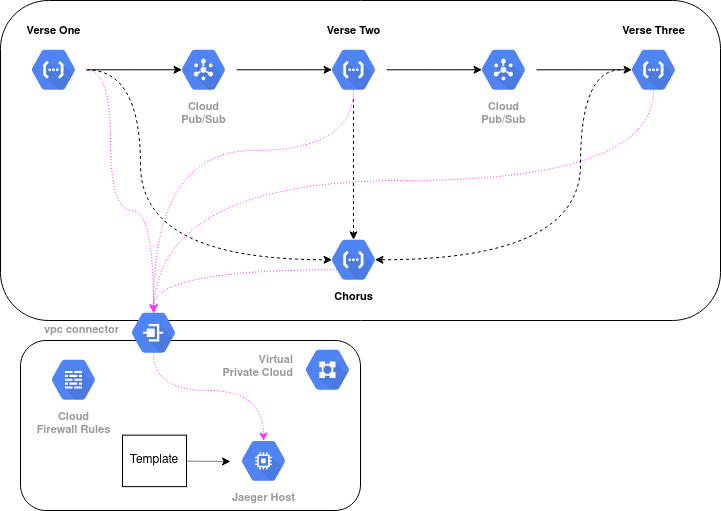 Verse One
Verse Two
Verse Three
Cloud
Pub/Sub
Cloud
Pub/Sub
Chorus
vpc connector
Virtual
Private Cloud
Cloud
Firewall Rules
Template
Jaeger Host